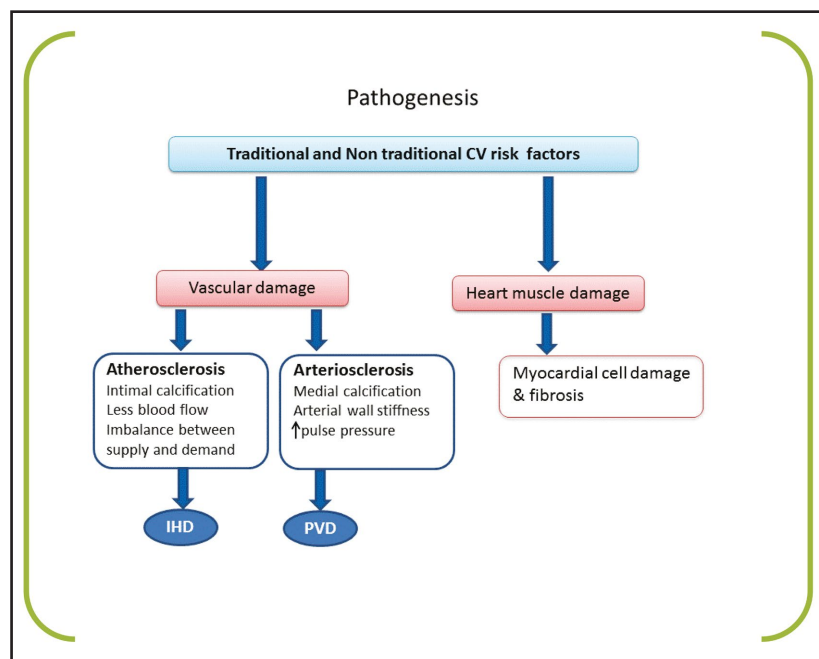 Pathogenesis
Traditional and Non traditional CV risk factors
Vascular damage
Heart muscle damage
Atherosclerosis
Intimal calcification
Less blood flow
Imbalance between
supply and demand
Arteriosclerosis
Medial calcification
Arterial wall stiffness
↑pulse pressure
Myocardial cell damage
& fibrosis
IHD
PVD